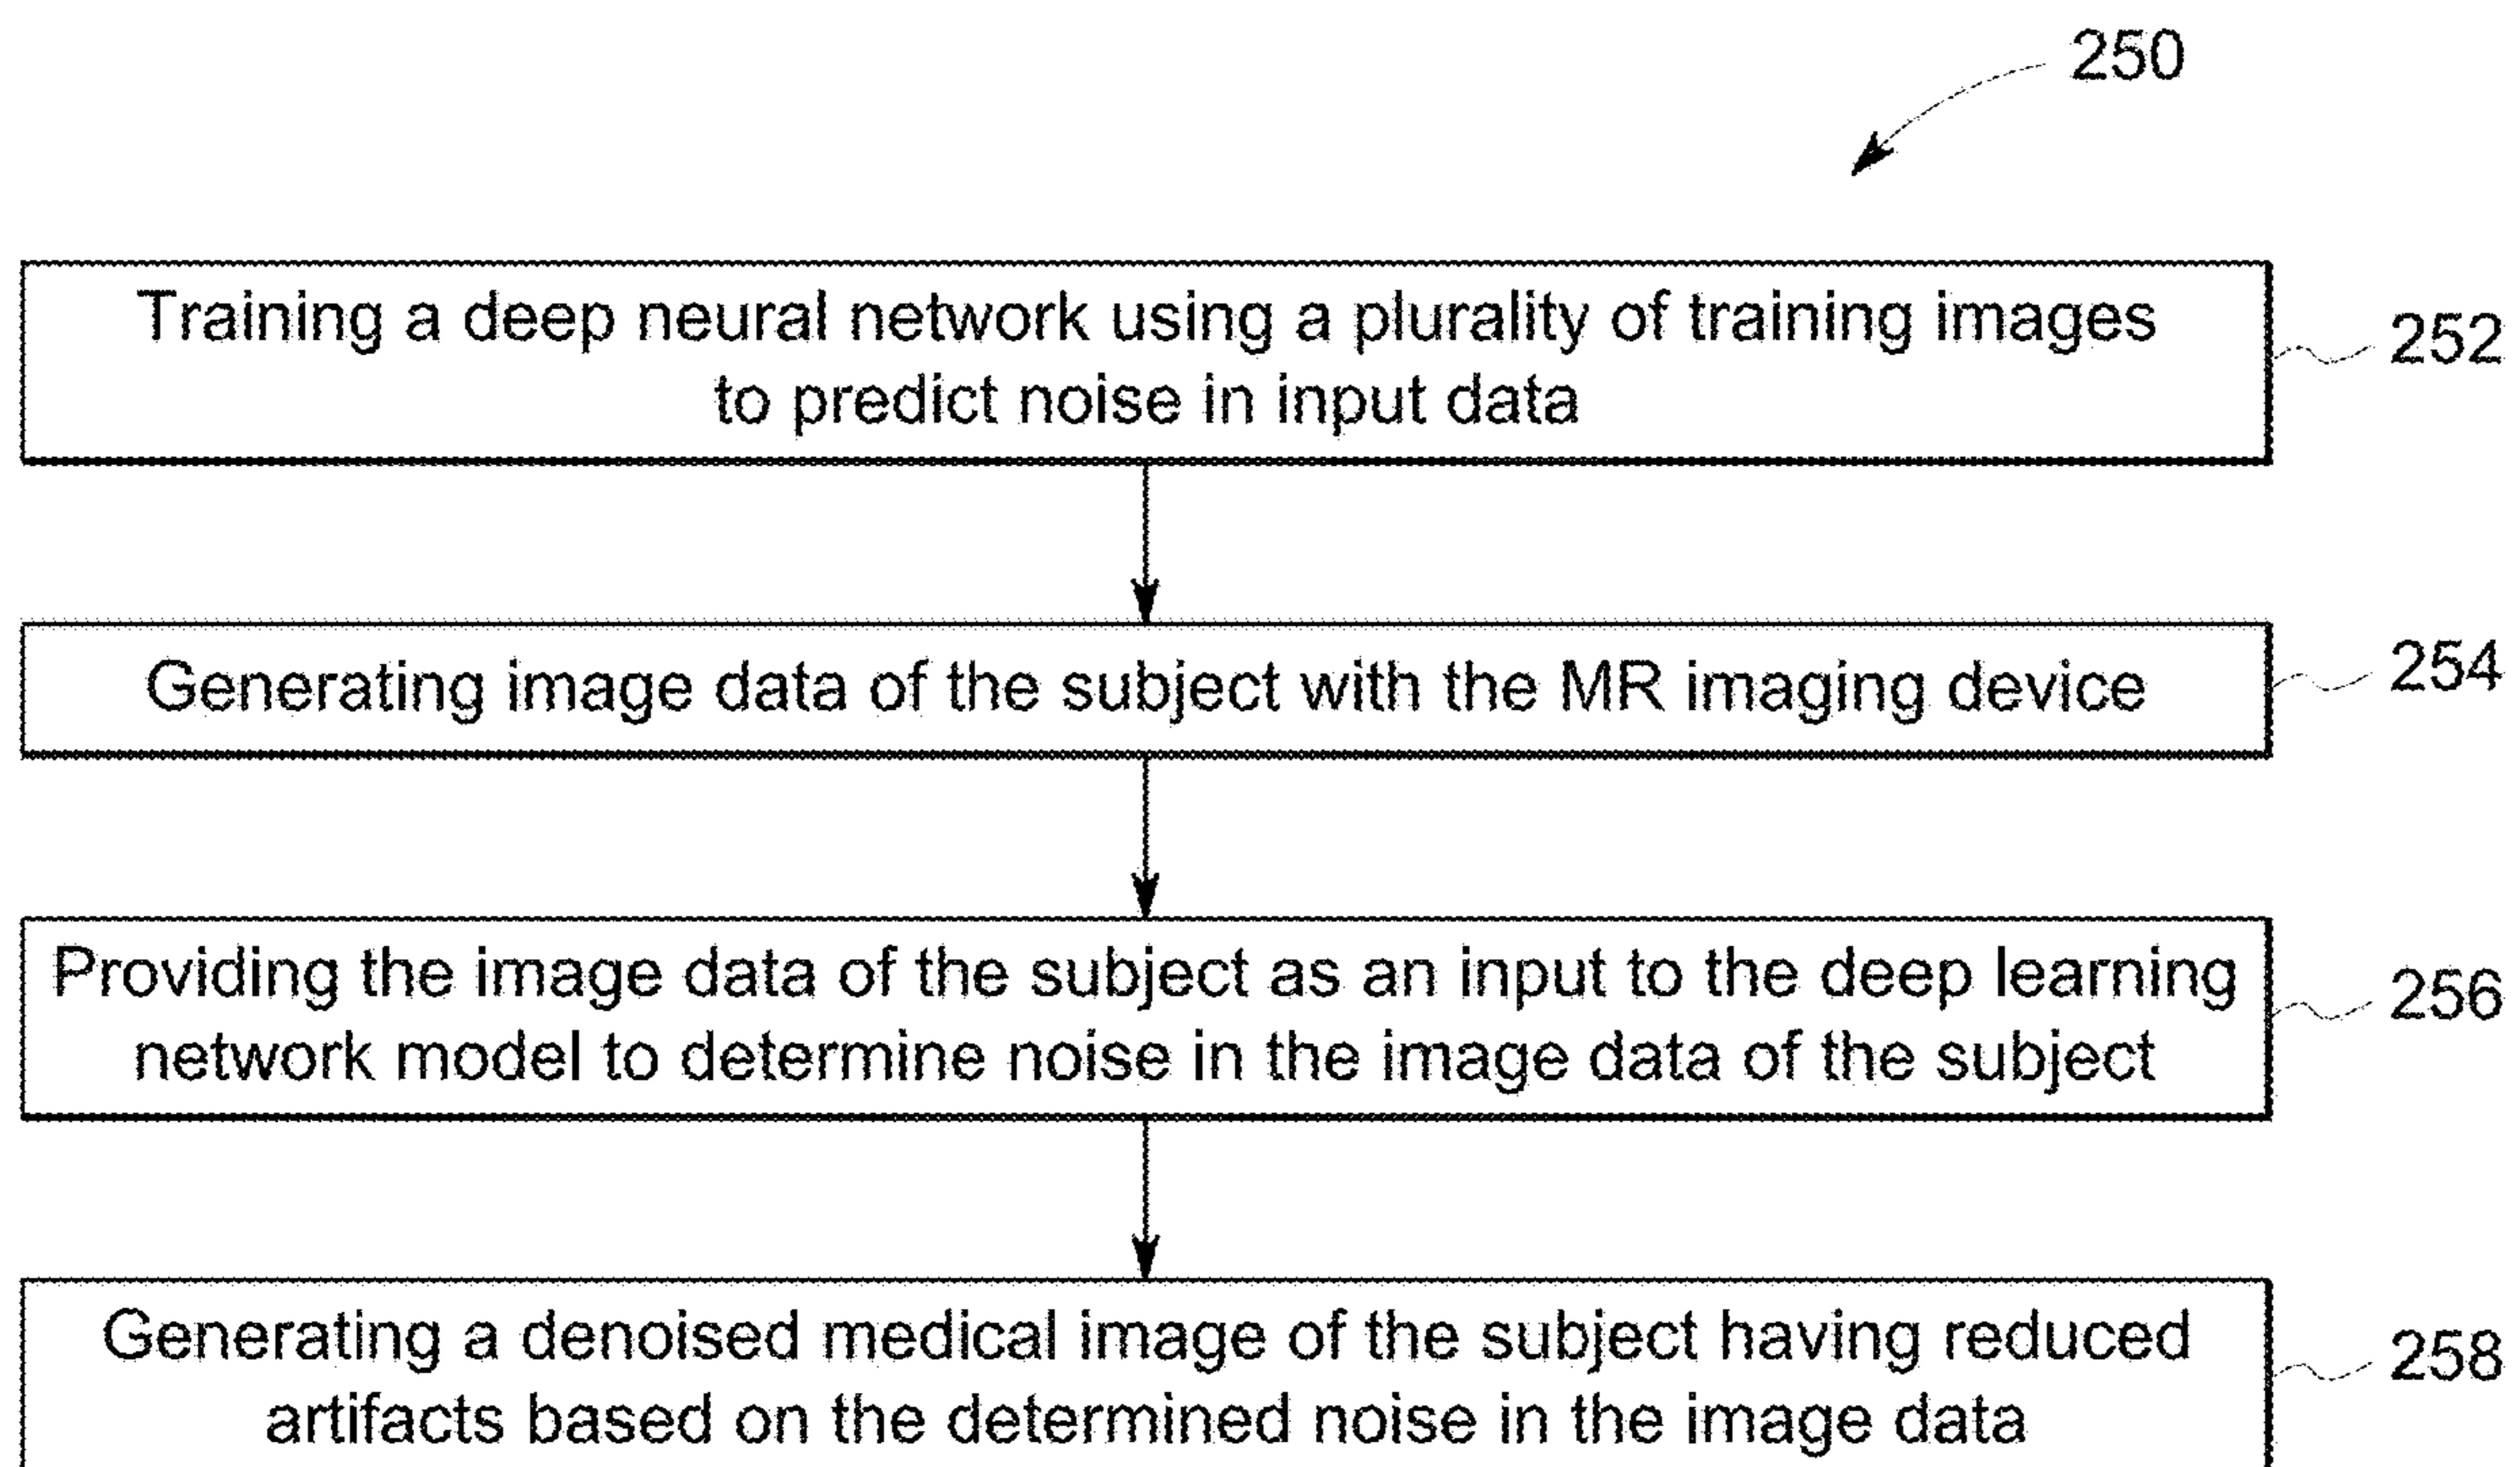 250
Training a deep neural network using a plurality of training images
to predict noise in input data
252
Generating image data of the subject with the MR imaging device
254
Providing the image data of the subject as an input to the deep learning
network model to determine noise in the image data of the subject
256
Generating a denoised medical image of the subject having reduced
artifacts based on the determined noise in the image data
258